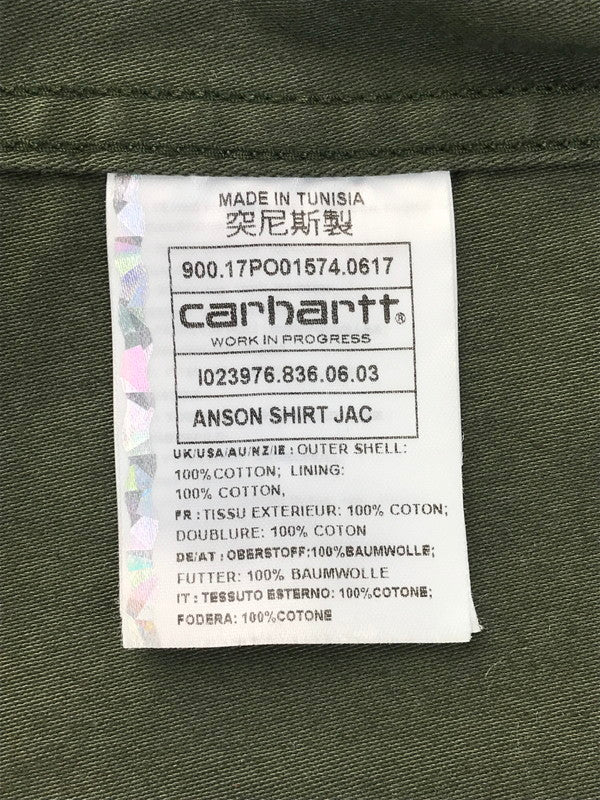 MADE IN TUNISIA
突尼斯製
900.17PO01574.0617
carhartt®
WORK IN PROGRESS
I023976.836.06.03
ANSON SHIRT JAC
UK/USA/AU/NZ/IE : OUTER SHELL:
100%COTTON; LINING:
100% COTTON,
FR : TISSU EXTERIEUR: 100% COTON;
DOUBLURE: 100% COTON
DE/AT : OBERSTOFF:100%BAUMWOLLE;
FUTTER: 100% BAUMWOLLE
IT : TESSUTO ESTERNO: 100%COTONE;
FODERA: 100%COTONE